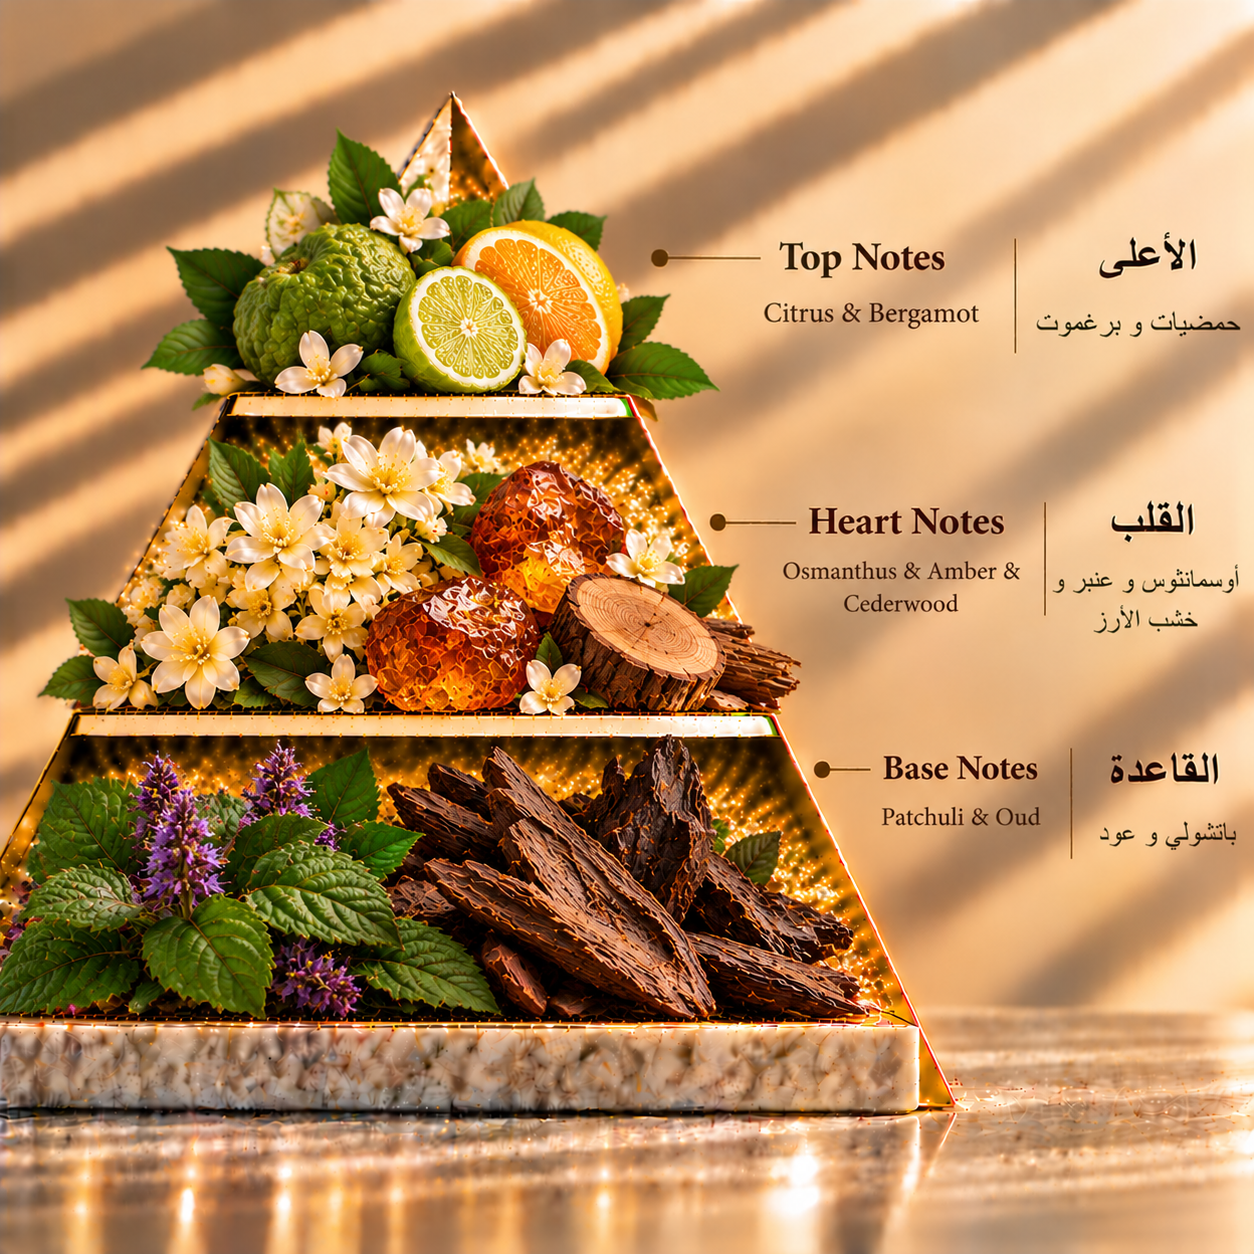 Top Notes
Citrus & Bergamot
الأعلى
حمضيات و برغموت
Heart Notes
Osmanthus & Amber &
Cederwood
القلب
أوسمانثوس و عنبر و
خشب الأرز
Base Notes
Patchuli & Oud
القاعدة
باتشولي و عود